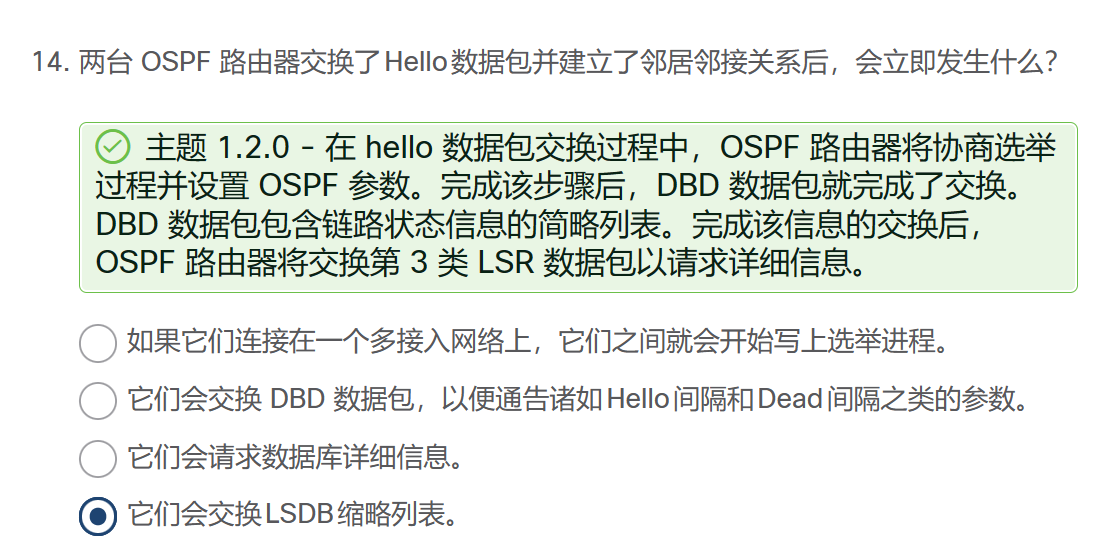 14. 两台 OSPF 路由器交换了Hello数据包并建立了邻居邻接关系后，会立即发生什么？
主题 1.2.0 - 在 hello 数据包交换过程中，OSPF 路由器将协商选举
过程并设置 OSPF 参数。完成该步骤后，DBD 数据包就完成了交换。
DBD 数据包包含链路状态信息的简略列表。完成该信息的交换后，
OSPF 路由器将交换第 3 类 LSR 数据包以请求详细信息。
如果它们连接在一个多接入网络上，它们之间就会开始写上选举进程。
它们会交换 DBD 数据包，以便通告诸如Hello间隔和Dead间隔之类的参数。
它们会请求数据库详细信息。
它们会交换LSDB缩略列表。